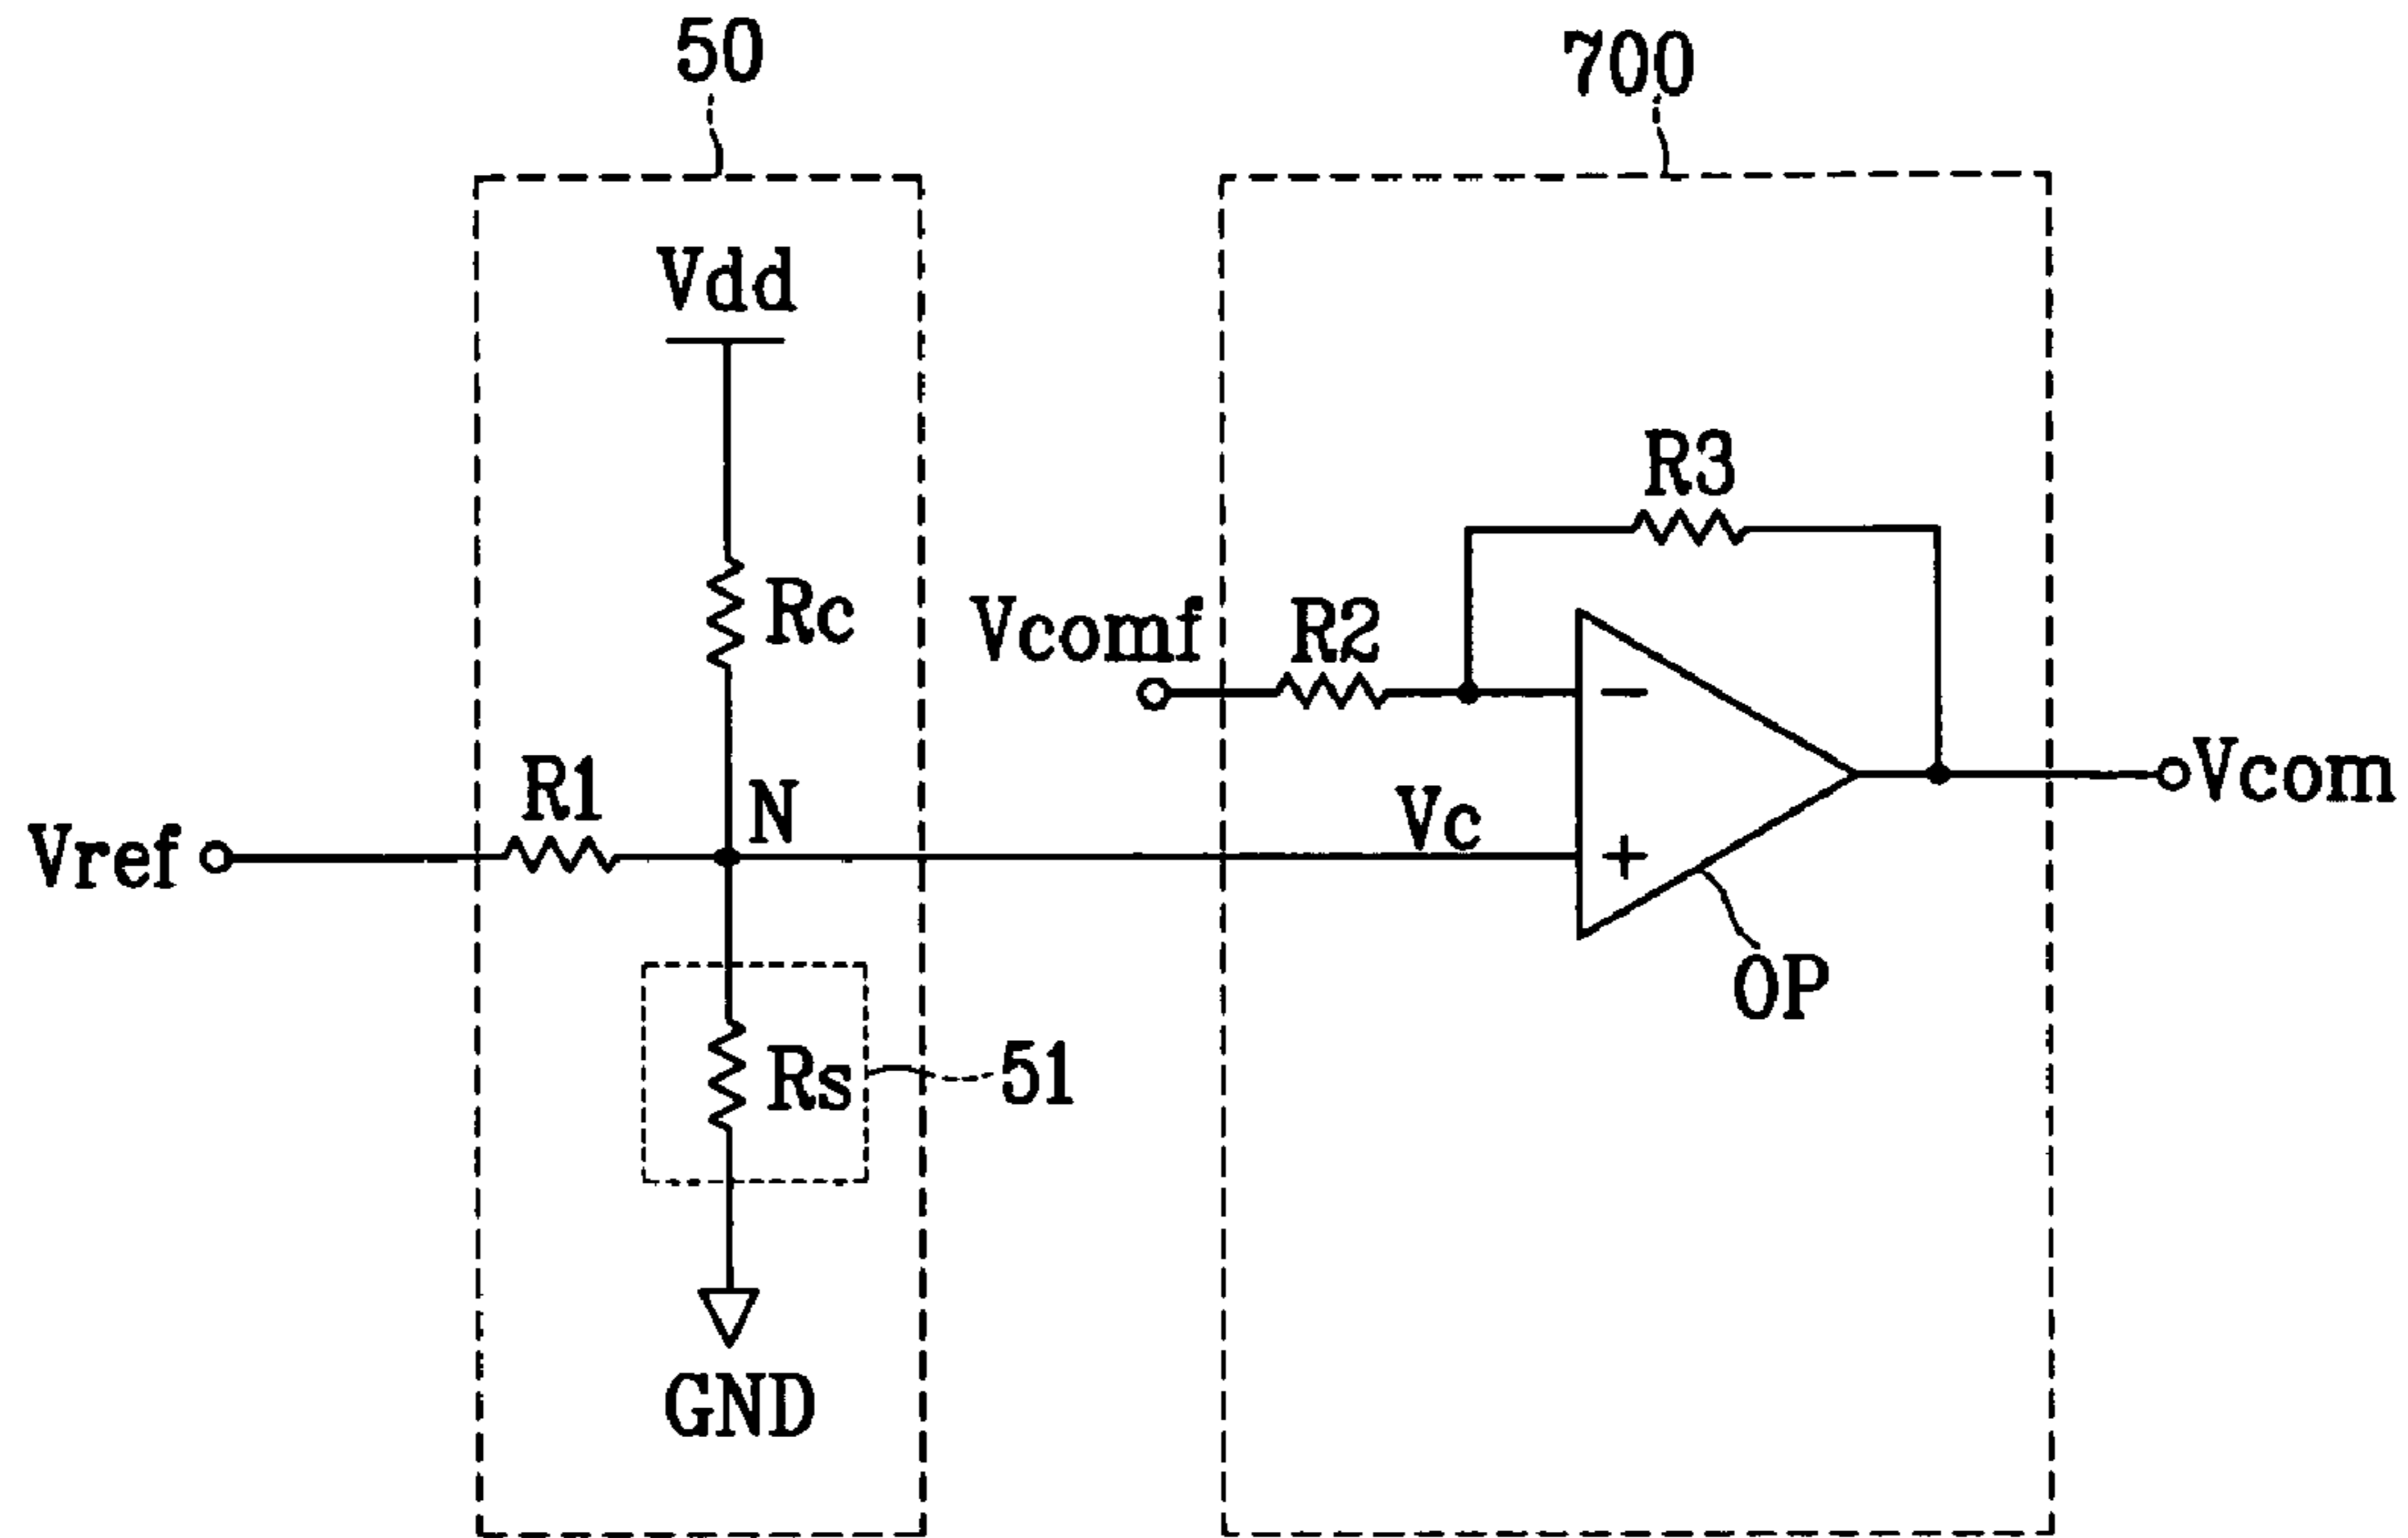 50
700
Vdd
R3
Rc
Vcomf
R2
R1
N
Vc
Vcom
Vref
−
+
OP
Rs
51
GND